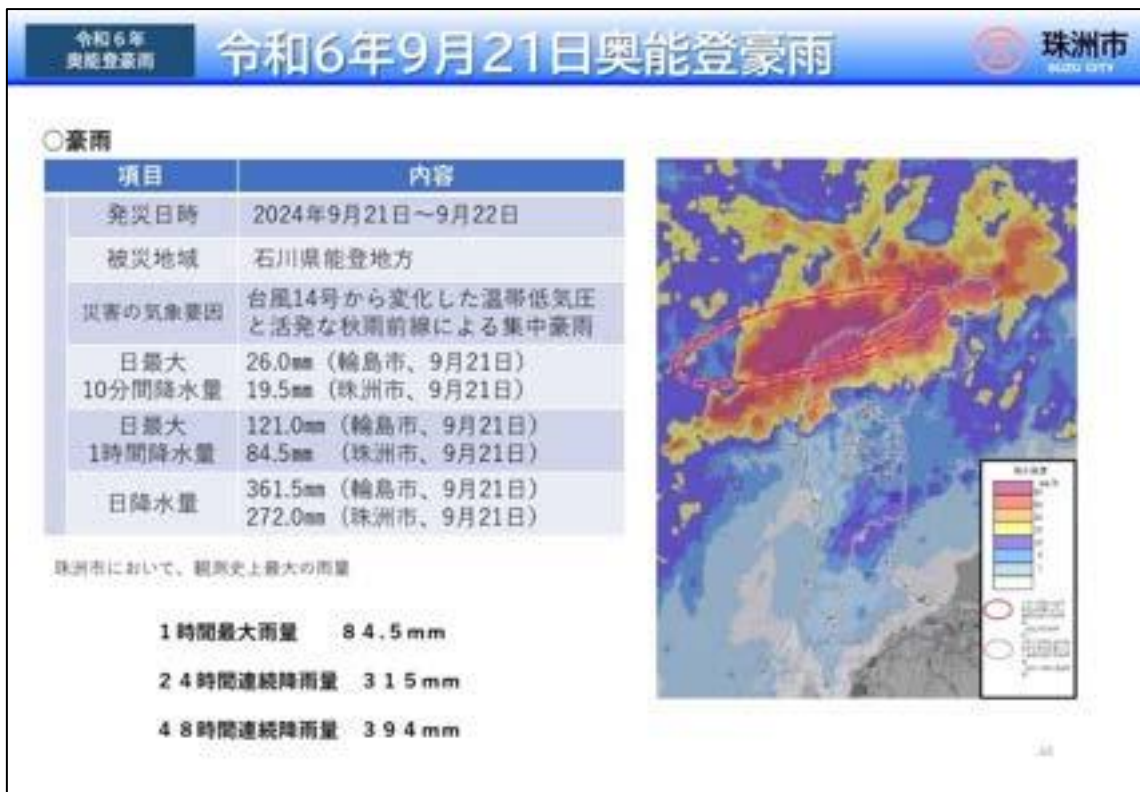 令和6年
奥能登豪雨
令和6年9月21日奥能登豪雨
珠洲市
SUZU CITY
○豪雨
項目 内容
発災日時 2024年9月21日～9月22日
被災地域 石川県能登地方
災害の気象要因 台風14号から変化した温帯低気圧
と活発な秋雨前線による集中豪雨
日最大
10分間降水量
26.0㎜（輪島市、9月21日）
19.5㎜（珠洲市、9月21日）
日最大
1時間降水量
121.0㎜（輪島市、9月21日）
84.5㎜ （珠洲市、9月21日）
日降水量
361.5㎜（輪島市、9月21日）
272.0㎜（珠洲市、9月21日）
珠洲市において、観測史上最大の雨量
１時間最大雨量 ８４.５mm
２４時間連続降雨量 ３１５mm
４８時間連続降雨量 ３９４mm